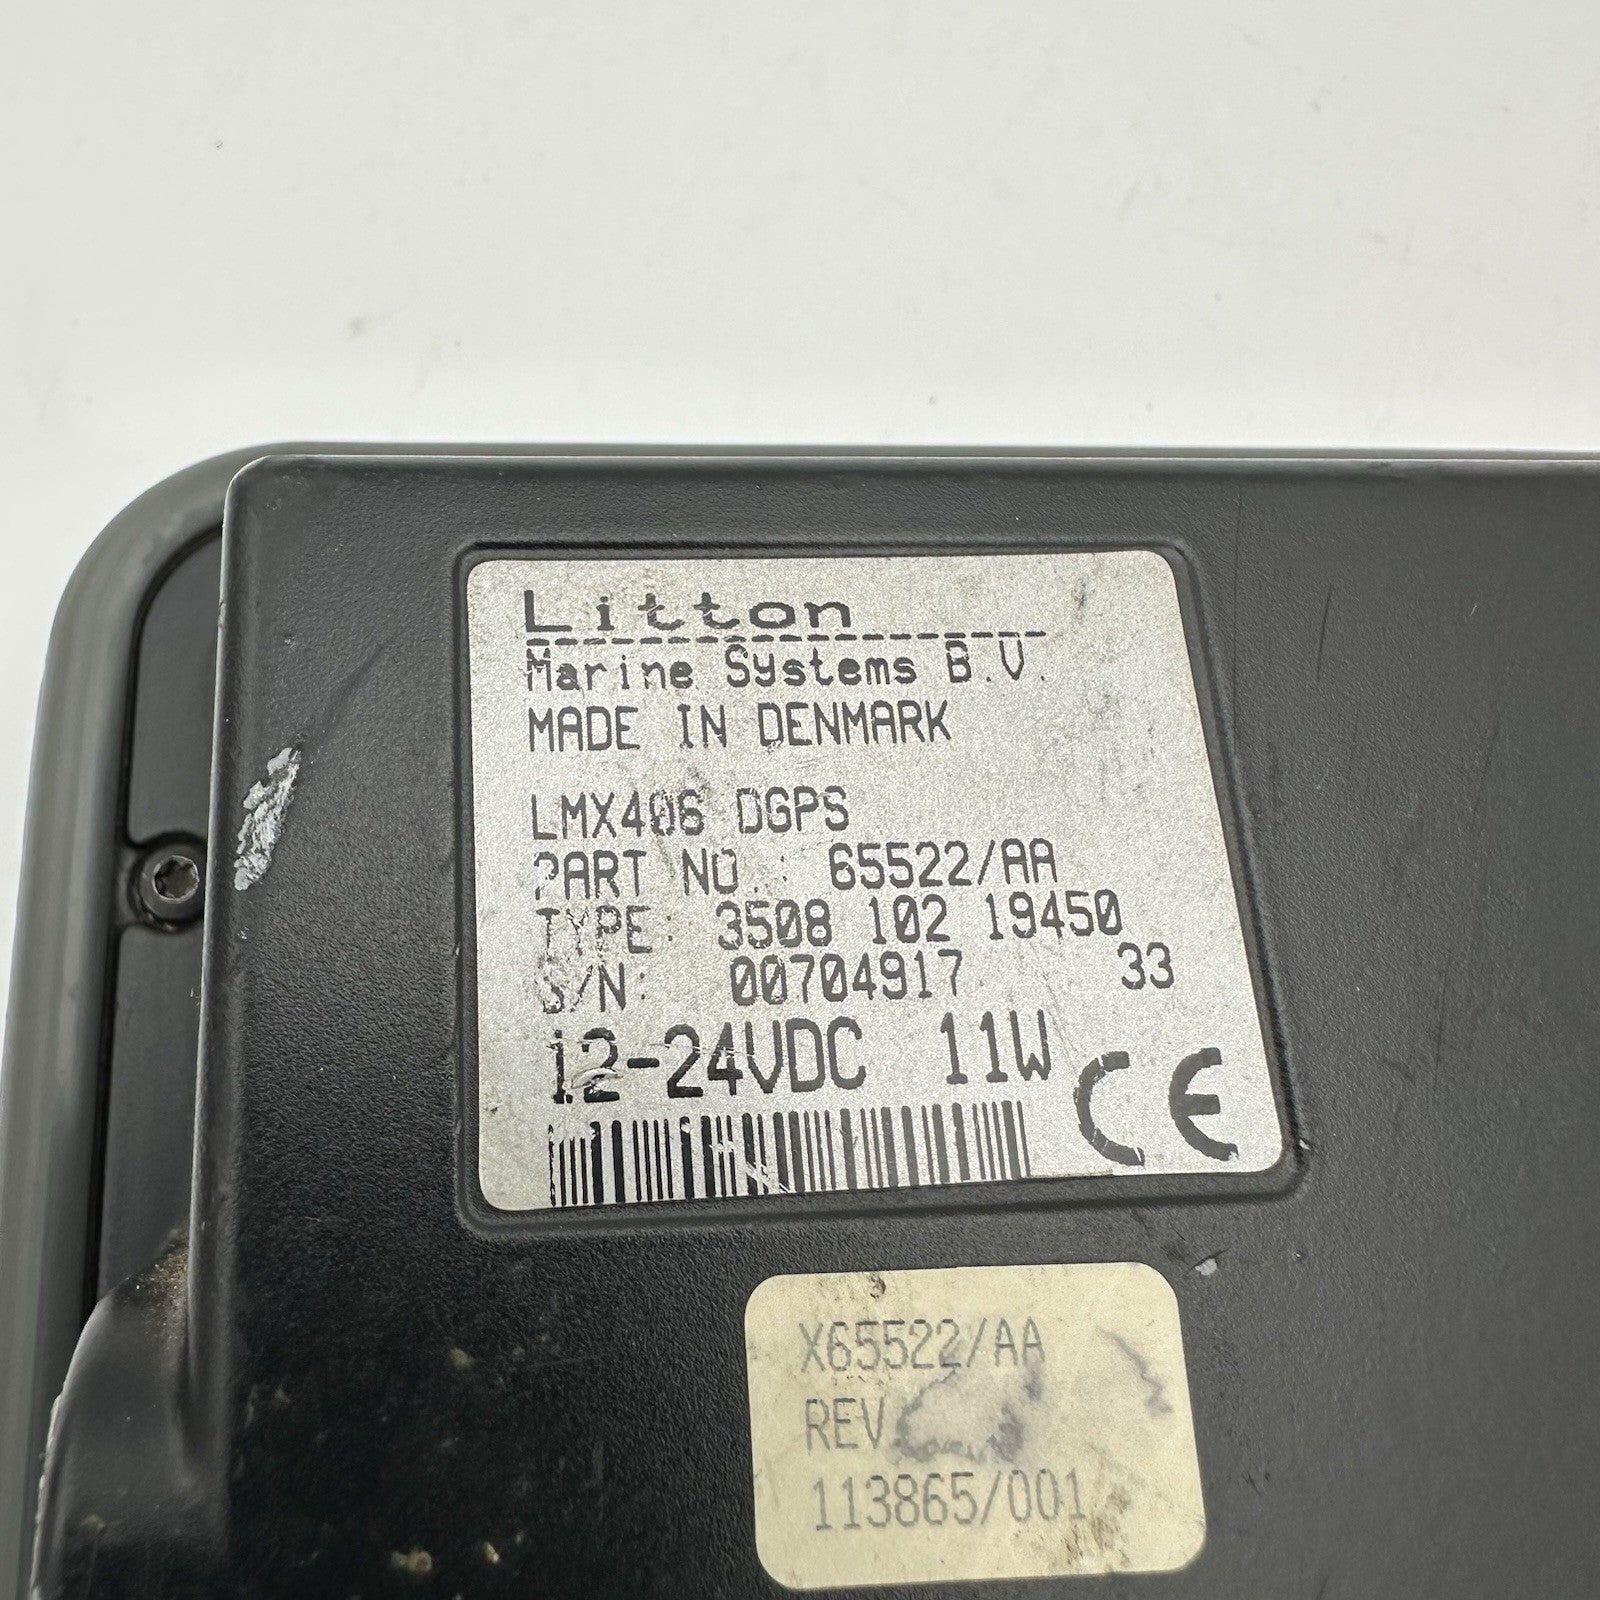 Litton
Marine Systems B.V.
MADE IN DENMARK
LMX406 DGPS
PART NO.: 65522/AA
TYPE: 3508 102 19450
S/N: 00704917 33
12-24VDC 11W
CE
X65522/AA
REV
113865/001